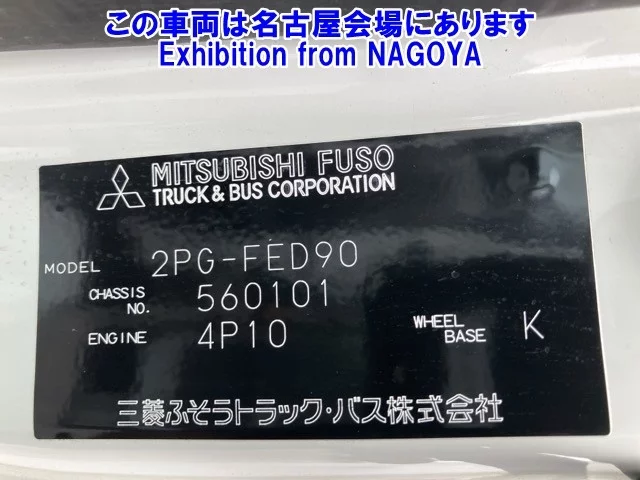 この車両は名古屋会場にあります
Exhibition from NAGOYA
MITSUBISHI FUSO
TRUCK & BUS CORPORATION
MODEL 2PG-FED90
CHASSIS NO. 560101
ENGINE 4P10 WHEEL BASE K
三菱ふそうトラック・バス株式会社